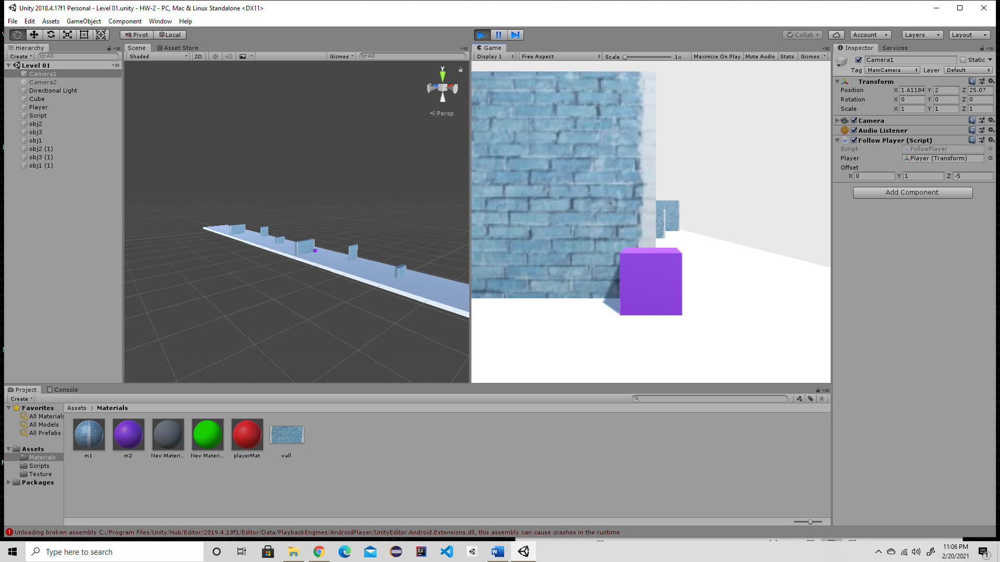 Unity 2018.4.17f1 Personal - Level 01.unity - HW-2 - PC, Mac & Linux Standalone <DX11>
File Edit Assets GameObject Component Window Help
Pivot Local Collab Account Layers Layout
Hierarchy
Create All
Level 01
Camera1
Camera2
Directional Light
Cube
Player
Script
obj2
obj3
obj1
obj2 (1)
obj3 (1)
obj1 (1)
Scene Asset Store
Shaded 2D Gizmos All
y
Persp
Game
Display 1 Free Aspect Scale 1x Maximize On Play Mute Audio Stats Gizmos
Inspector Services
Camera1 Static
Tag MainCamera Layer Default
Transform
Position X 1.61184 Y 2 Z 25.07
Rotation X 0 Y 0 Z 0
Scale X 1 Y 1 Z 1
Camera
Audio Listener
Follow Player (Script)
Script FollowPlayer
Player Player (Transform)
Offset
X 0 Y 1 Z -5
Add Component
Project Console
Create
Favorites
All Materials
All Models
All Prefabs
Assets
Materials
Scripts
Texture
Packages
Assets > Materials
m1 m2 New Materi... New Materi... playerMat wall
Unloading broken assembly C:/Program Files/Unity/Hub/Editor/2019.4.19f1/Editor/Data/PlaybackEngines/AndroidPlayer/UnityEditor.Android.Extensions.dll, this assembly can cause crashes in the runtime
Type here to search
11:06 PM
2/20/2021
1